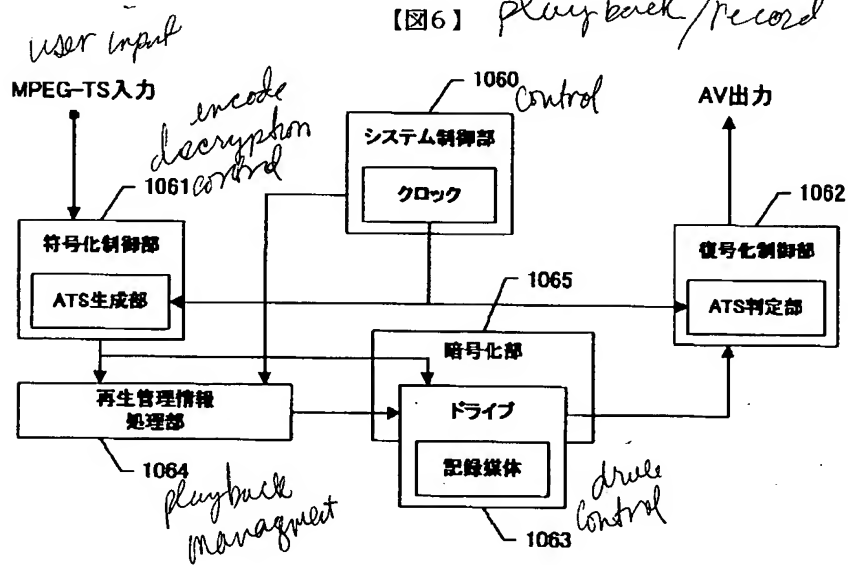 【図6】 playback/record
user input
MPEG-TS入力
encode
decryption
control
1060
control
AV出力
システム制御部
クロック
1061
1062
符号化制御部
ATS生成部
復号化制御部
ATS判定部
1065
暗号化部
再生管理情報
処理部
ドライブ
記録媒体
1064
playback
managment
drive
control
1063